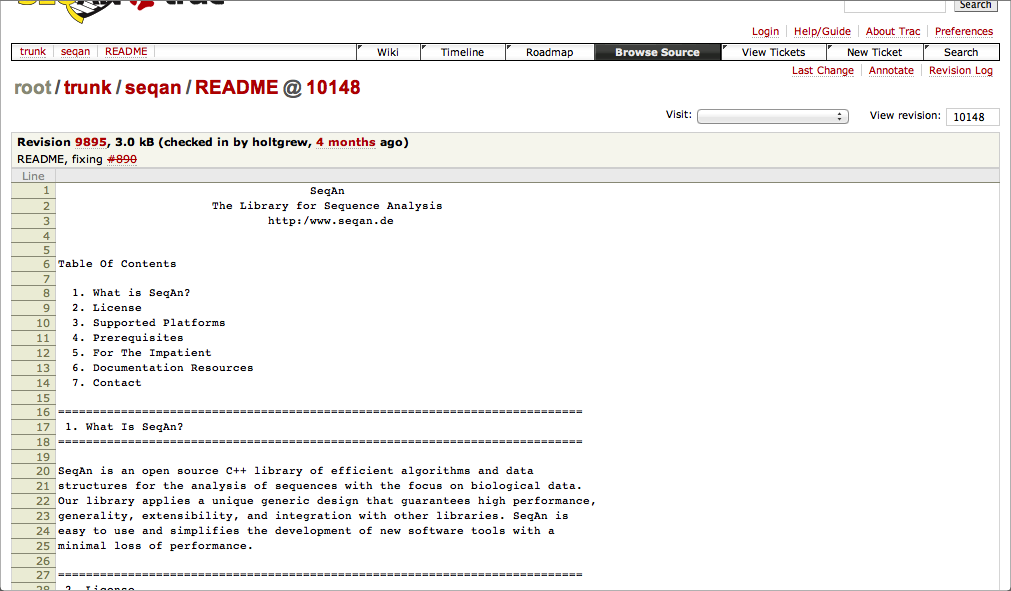 Search
Login Help/Guide About Trac Preferences
trunk seqan README Wiki Timeline Roadmap Browse Source View Tickets New Ticket Search
Last Change Annotate Revision Log
root/trunk/seqan/README @ 10148
Visit: View revision: 10148
Revision 9895, 3.0 kB (checked in by holtgrew, 4 months ago)
README, fixing #890
Line
1 SeqAn
2 The Library for Sequence Analysis
3 http:/www.seqan.de
4
5
6 Table Of Contents
7
8 1. What is SeqAn?
9 2. License
10 3. Supported Platforms
11 4. Prerequisites
12 5. For The Impatient
13 6. Documentation Resources
14 7. Contact
15
16 ===========================================================================
17 1. What Is SeqAn?
18 ===========================================================================
19
20 SeqAn is an open source C++ library of efficient algorithms and data
21 structures for the analysis of sequences with the focus on biological data.
22 Our library applies a unique generic design that guarantees high performance,
23 generality, extensibility, and integration with other libraries. SeqAn is
24 easy to use and simplifies the development of new software tools with a
25 minimal loss of performance.
26
27 ===========================================================================
28 2. License